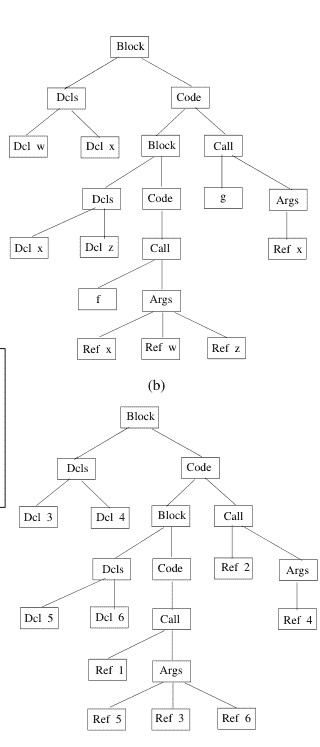 Block
Dcls Code
Dcl w Dcl x Block Call
Dcls Code g Args
Dcl x Dcl z Call Ref x
f Args
Ref x Ref w Ref z
(b)
Block
Dcls Code
Dcl 3 Dcl 4 Block Call
Dcls Code Ref 2 Args
Dcl 5 Dcl 6 Call Ref 4
Ref 1 Args
Ref 5 Ref 3 Ref 6